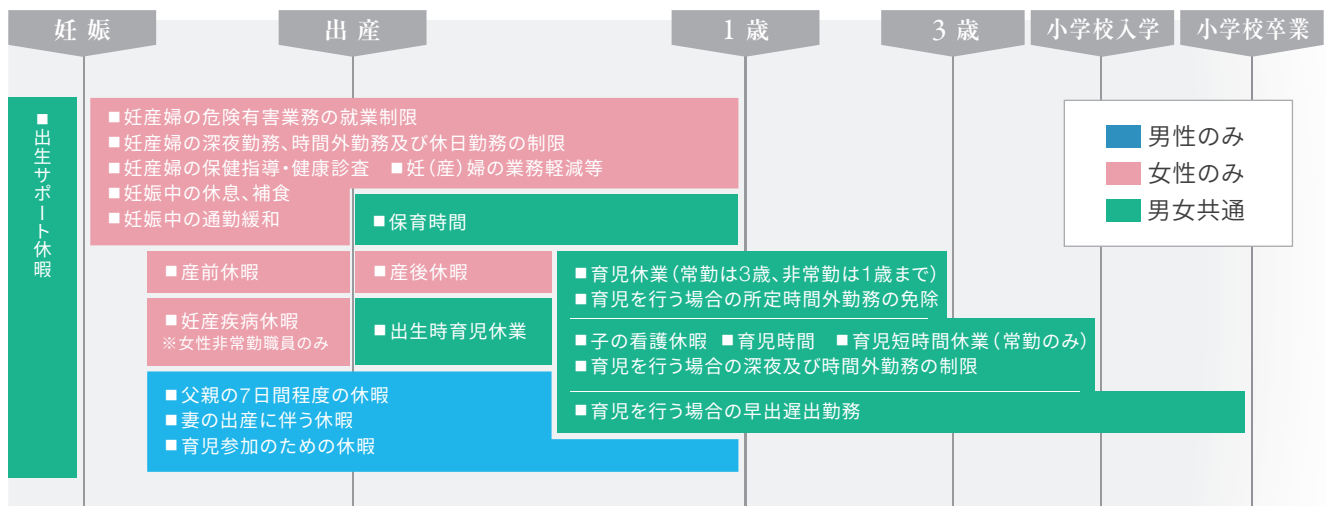 妊娠
出産
1歳
3歳
小学校入学
小学校卒業
■出生サポート休暇
■妊産婦の危険有害業務の就業制限
■妊産婦の深夜勤務、時間外勤務及び休日勤務の制限
■妊産婦の保健指導・健康診査 ■妊(産)婦の業務軽減等
■妊娠中の休息、補食
■妊娠中の通勤緩和
■保育時間
■産前休暇
■産後休暇
■妊産疾病休暇
※女性非常勤職員のみ
■出生時育児休業
■父親の7日間程度の休暇
■妻の出産に伴う休暇
■育児参加のための休暇
■育児休業(常勤は3歳、非常勤は1歳まで)
■育児を行う場合の所定時間外勤務の免除
■子の看護休暇 ■育児時間 ■育児短時間休業(常勤のみ)
■育児を行う場合の深夜及び時間外勤務の制限
■育児を行う場合の早出遅出勤務
男性のみ
女性のみ
男女共通